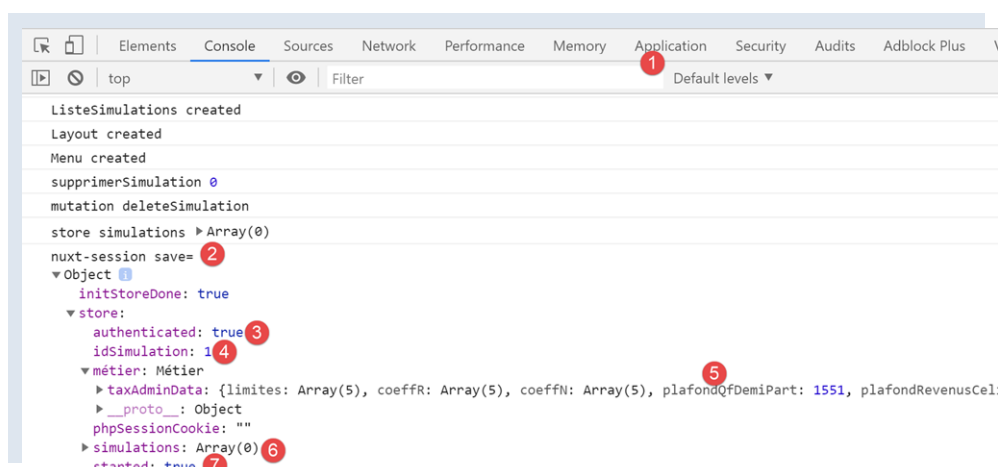 Elements Console Sources Network Performance Memory Application Security Audits Adblock Plus
1
top Filter Default levels ▼
ListeSimulations created
Layout created
Menu created
supprimerSimulation 0
mutation deleteSimulation
store simulations ▶Array(0)
nuxt-session save= 2
▼Object i
initStoreDone: true
▼store:
authenticated: true 3
idSimulation: 1 4
▼métier: Métier
5
▶taxAdminData: {limites: Array(5), coeffR: Array(5), coeffN: Array(5), plafondQfDemiPart: 1551, plafondRevenusCel
▶__proto__: Object
phpSessionCookie: ""
▶simulations: Array(0) 6
started: true 7